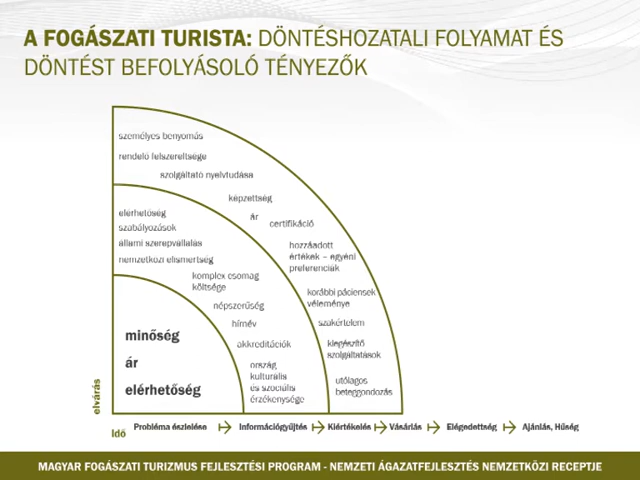 A FOGÁSZATI TURISTA: DÖNTÉSHOZATALI FOLYAMAT ÉS
DÖNTÉST BEFOLYÁSOLÓ TÉNYEZŐK
személyes benyomás
rendelő felszereltsége
szolgáltató nyelvtudása
képzettség
ár
certifikáció
hozzáadott
értékek – egyéni
preferenciák
korábbi páciensek
véleménye
szakértelem
kiegészítő
szolgáltatások
utólagos
beteggondozás
elérhetőség
szabályozások
állami szerepvállalás
nemzetközi elismertség
komplex csomag
költsége
népszerűség
hírnév
akkreditációk
ország
kulturális
és szociális
érzékenysége
minőség
ár
elérhetőség
elvárás
Idő
Probléma észlelése
Információgyűjtés
Kiértékelés
Vásárlás
Elégedettség
Ajánlás, Hűség
MAGYAR FOGÁSZATI TURIZMUS FEJLESZTÉSI PROGRAM - NEMZETI ÁGAZATFEJLESZTÉS NEMZETKÖZI RECEPTJE